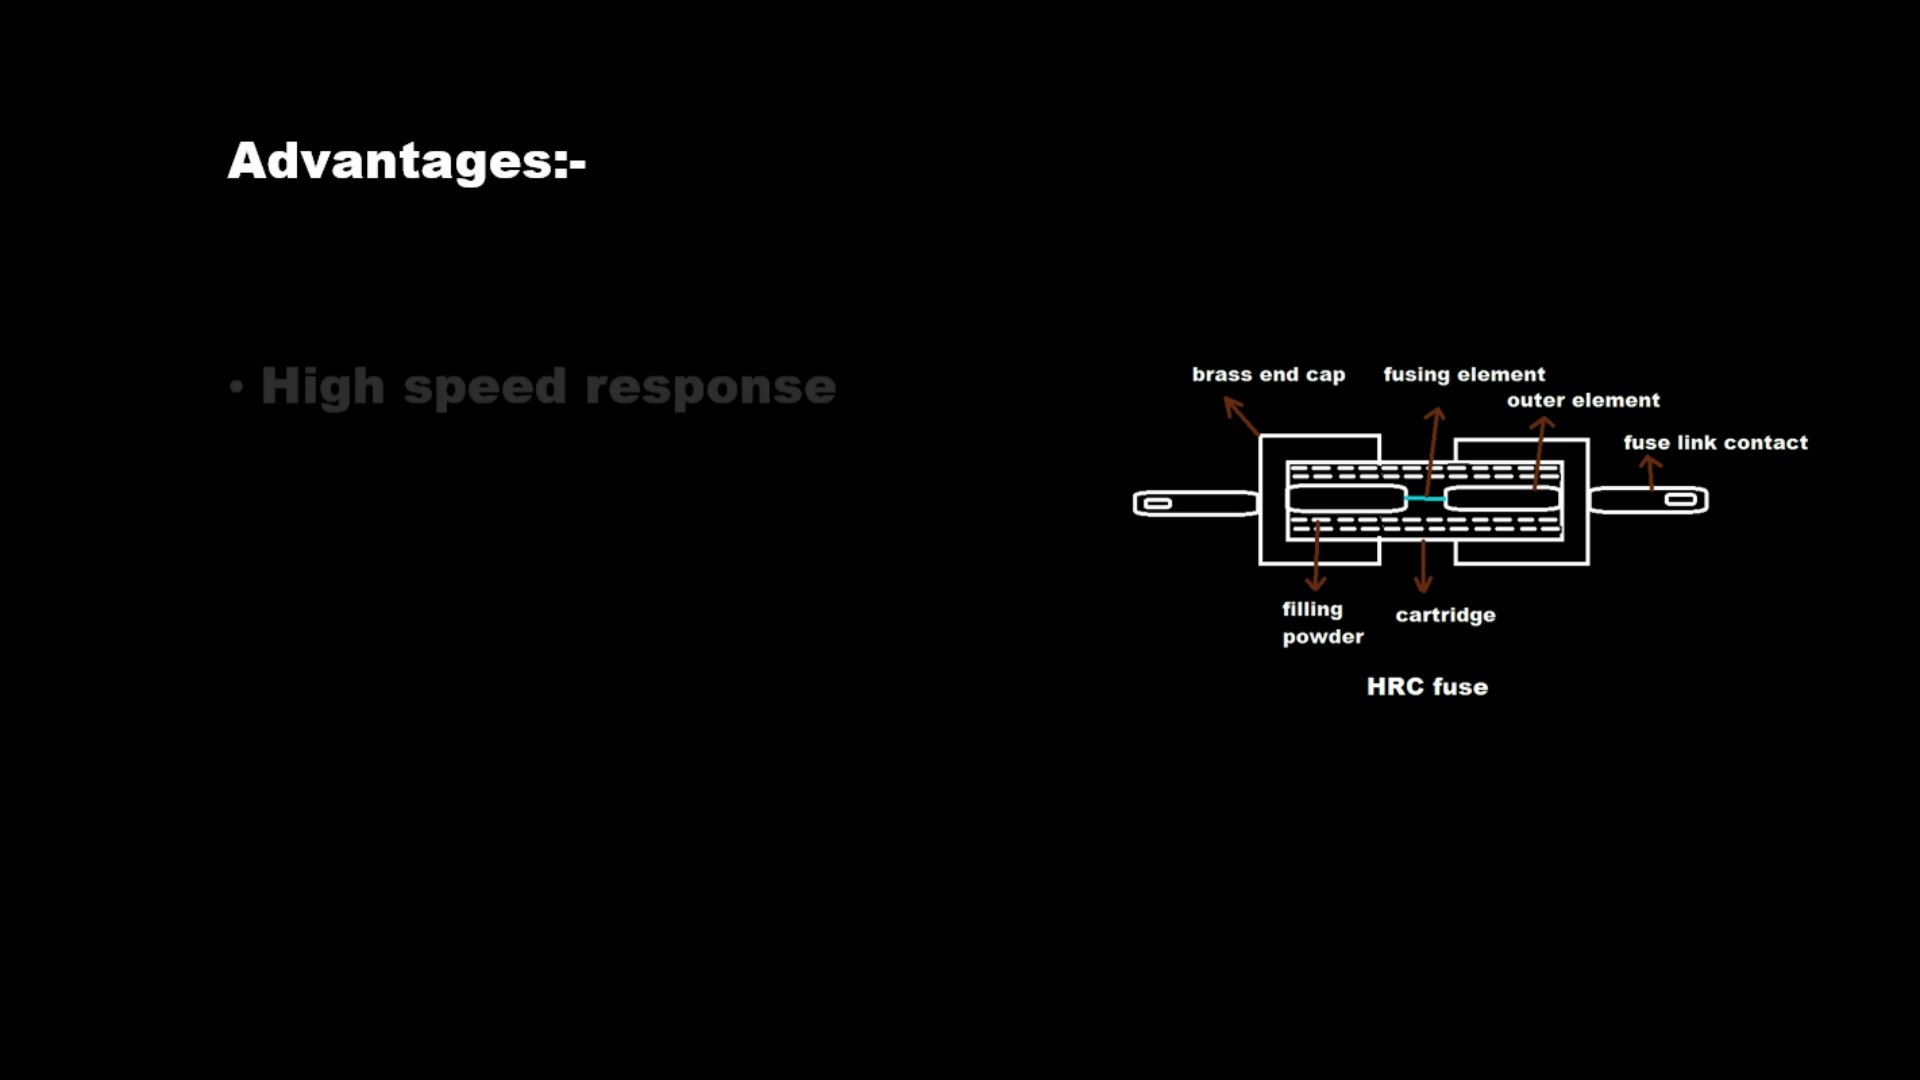 Advantages:-
• High speed response
brass end cap
fusing element
outer element
fuse link contact
filling
powder
cartridge
HRC fuse